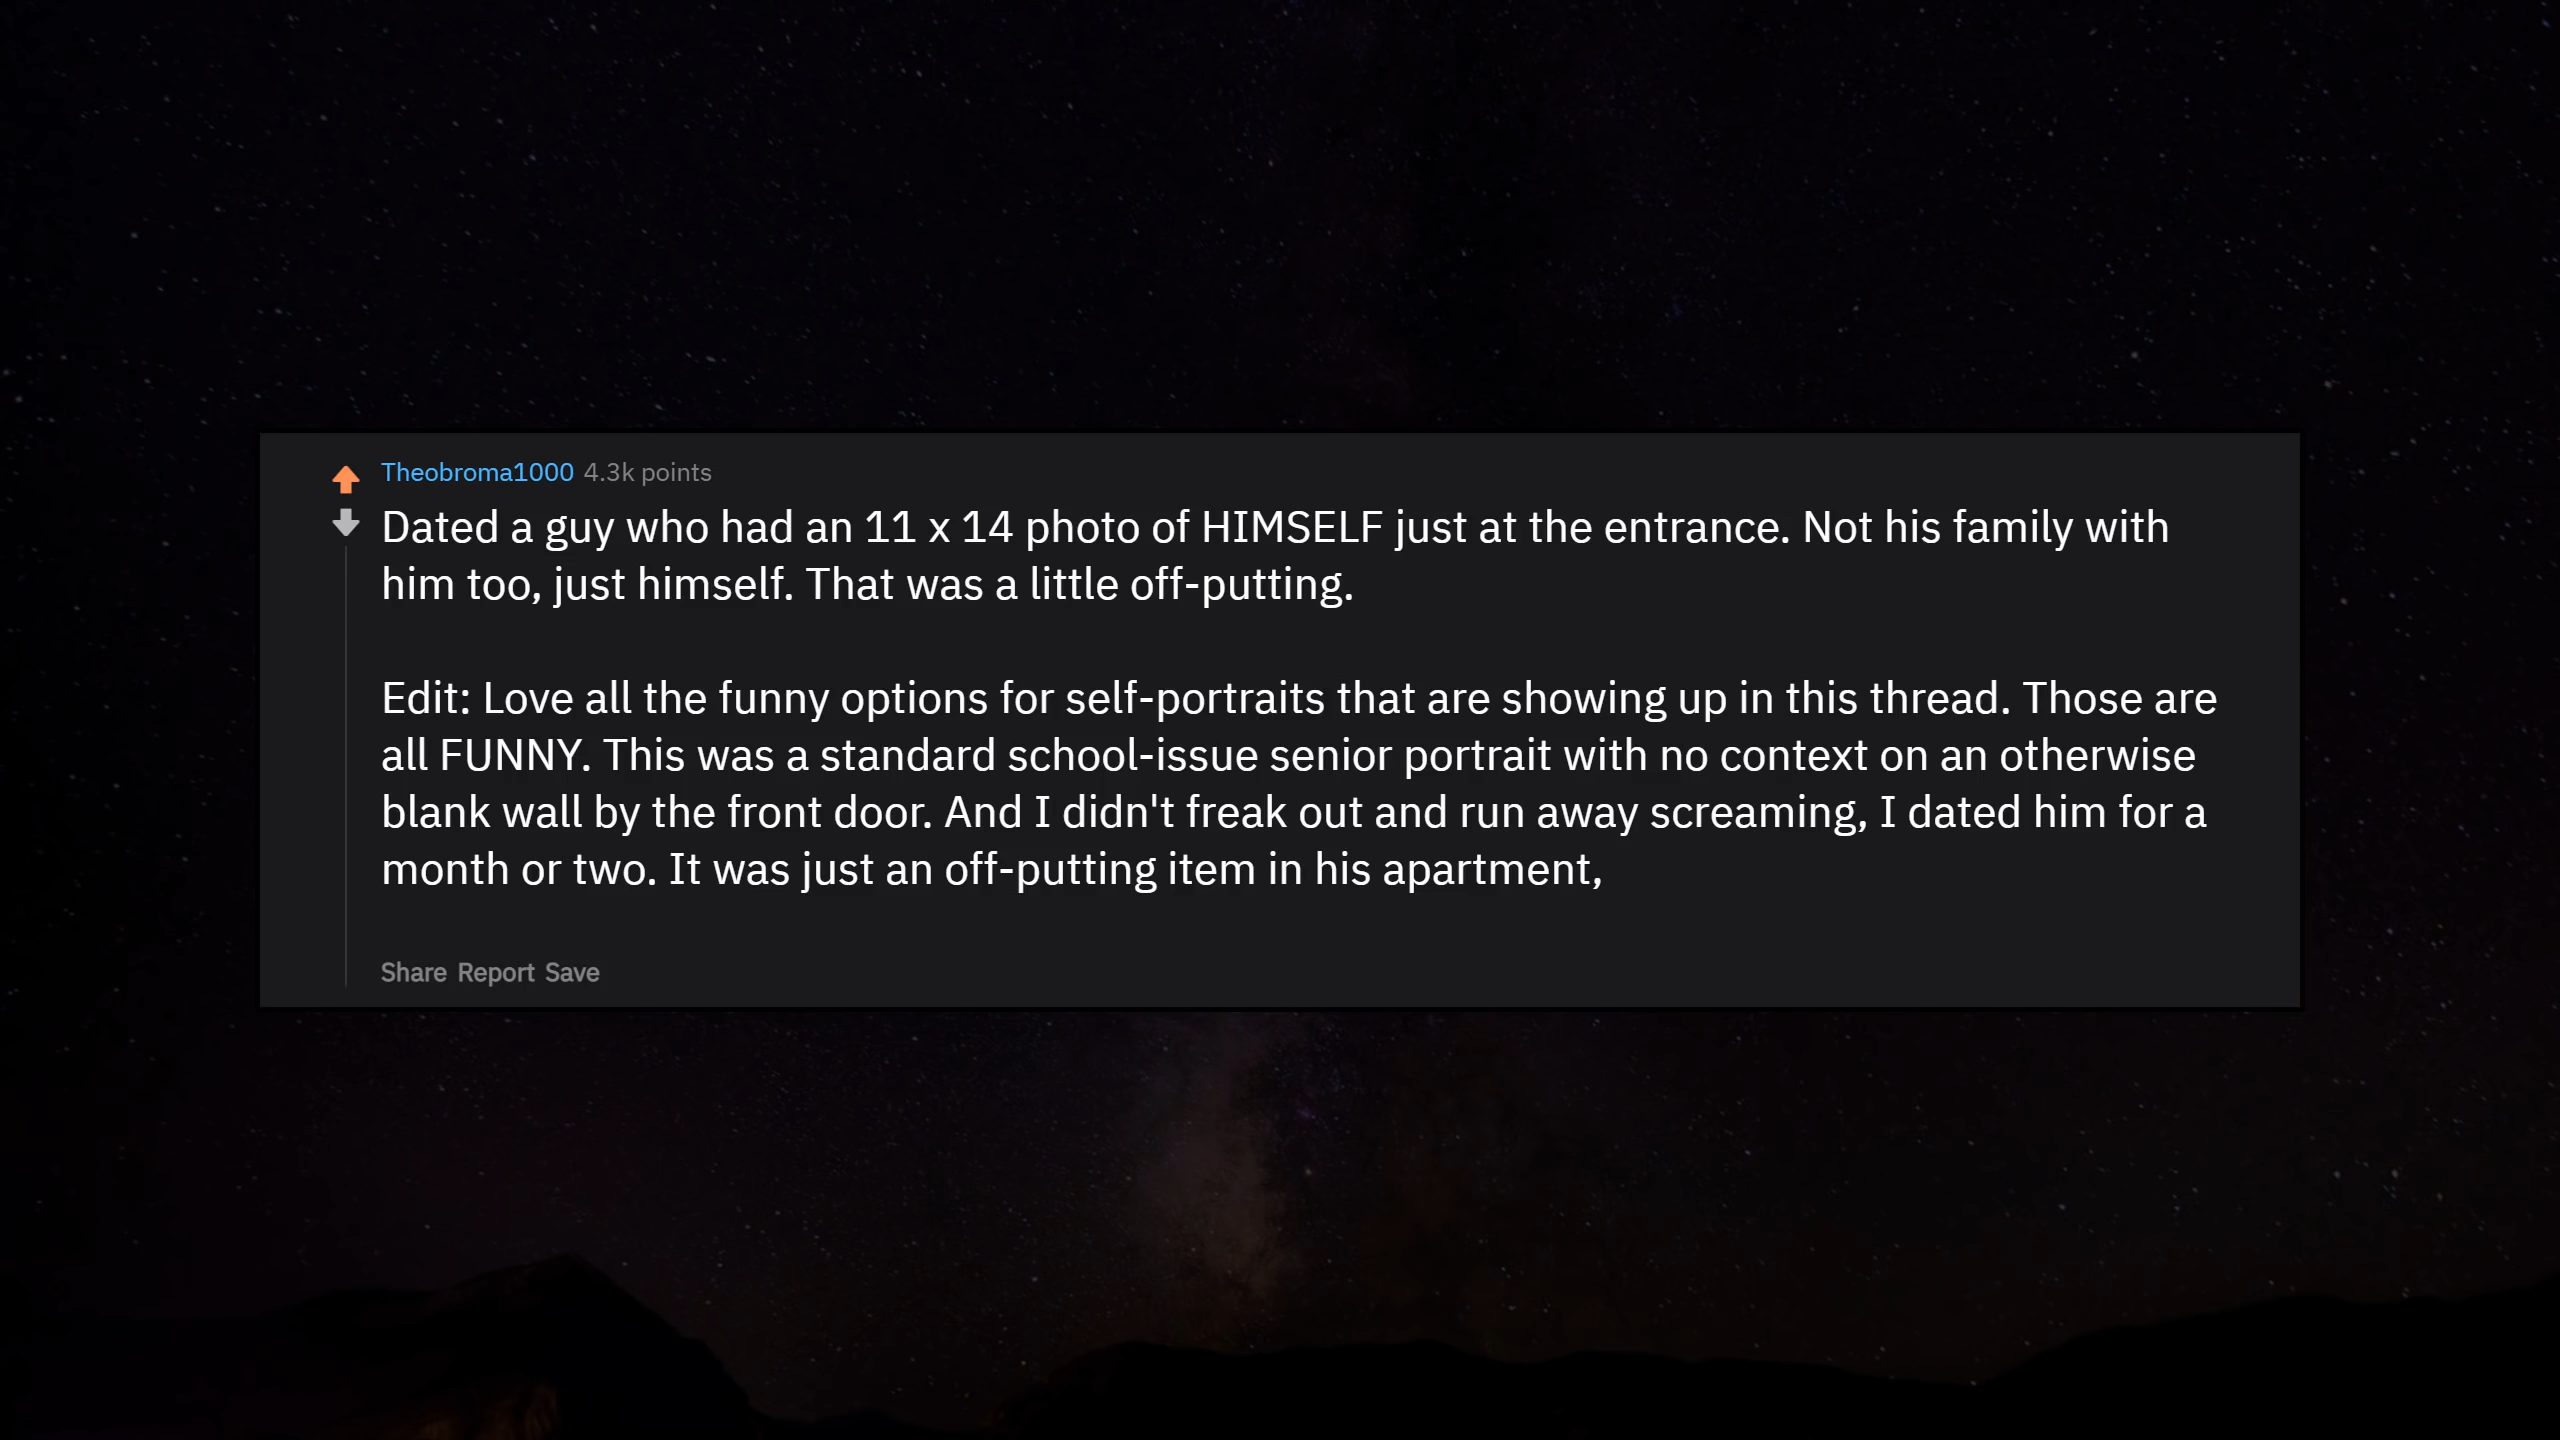 Theobroma1000 4.3k points
Dated a guy who had an 11 x 14 photo of HIMSELF just at the entrance. Not his family with
him too, just himself. That was a little off-putting.
Edit: Love all the funny options for self-portraits that are showing up in this thread. Those are
all FUNNY. This was a standard school-issue senior portrait with no context on an otherwise
blank wall by the front door. And I didn't freak out and run away screaming, I dated him for a
month or two. It was just an off-putting item in his apartment,
Share Report Save